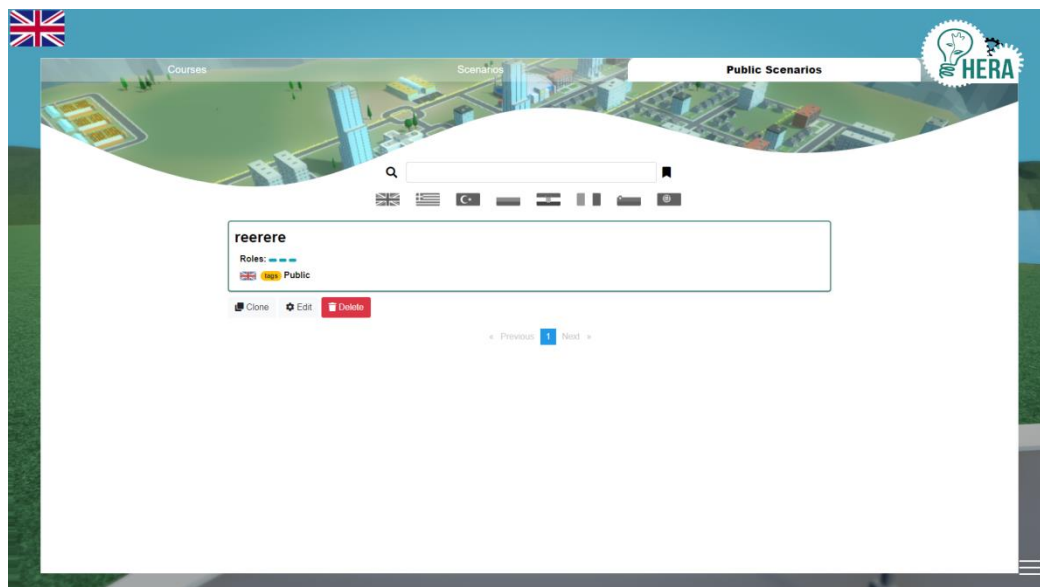 HERA
Courses
Scenarios
Public Scenarios
reerere
Roles:
tags Public
Clone Edit Delete
« Previous 1 Next »